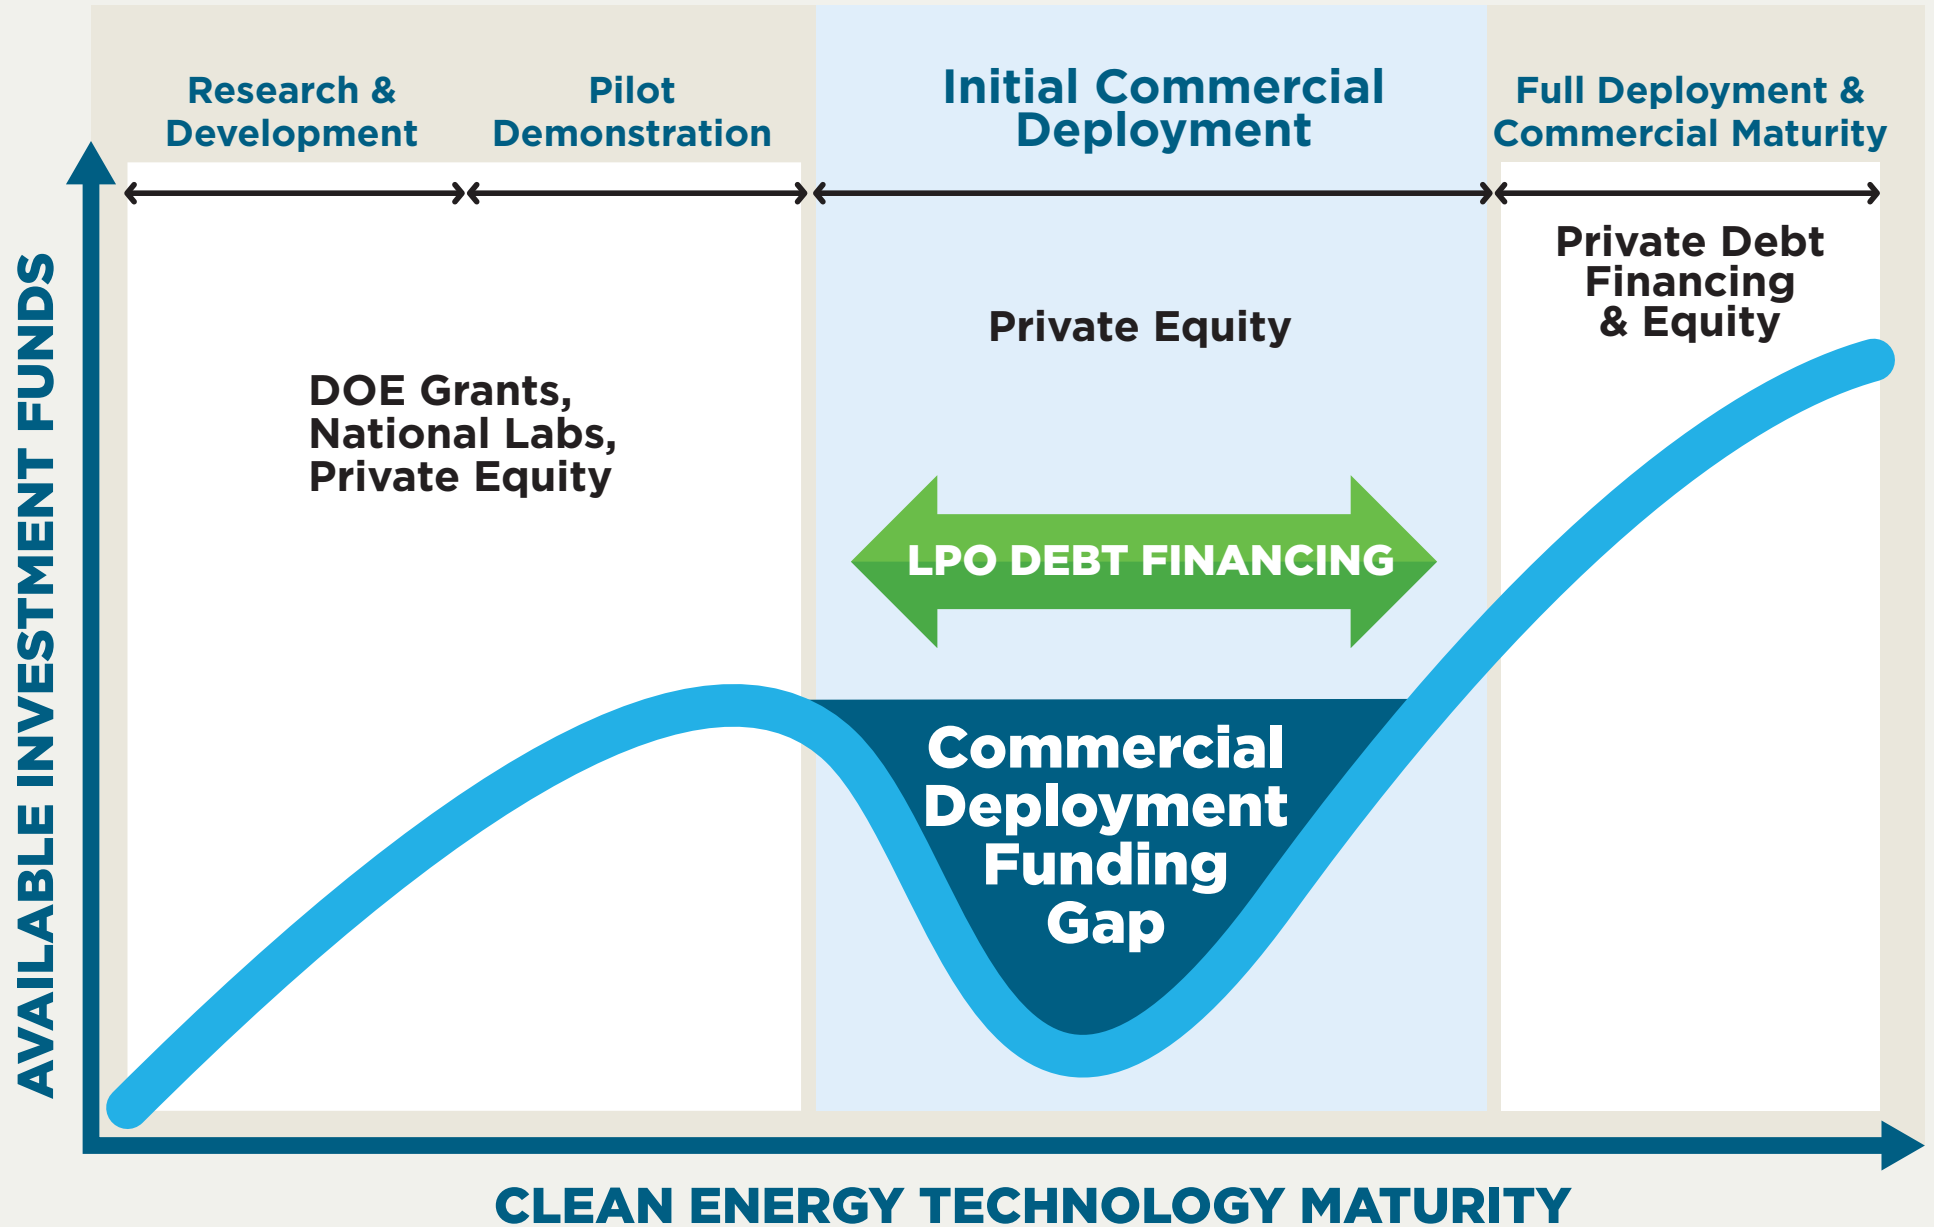 Research &
Development
Pilot
Demonstration
Initial Commercial
Deployment
Full Deployment &
Commercial Maturity
AVAILABLE INVESTMENT FUNDS
DOE Grants,
National Labs,
Private Equity
Private Equity
Private Debt
Financing
& Equity
LPO DEBT FINANCING
Commercial
Deployment
Funding
Gap
CLEAN ENERGY TECHNOLOGY MATURITY